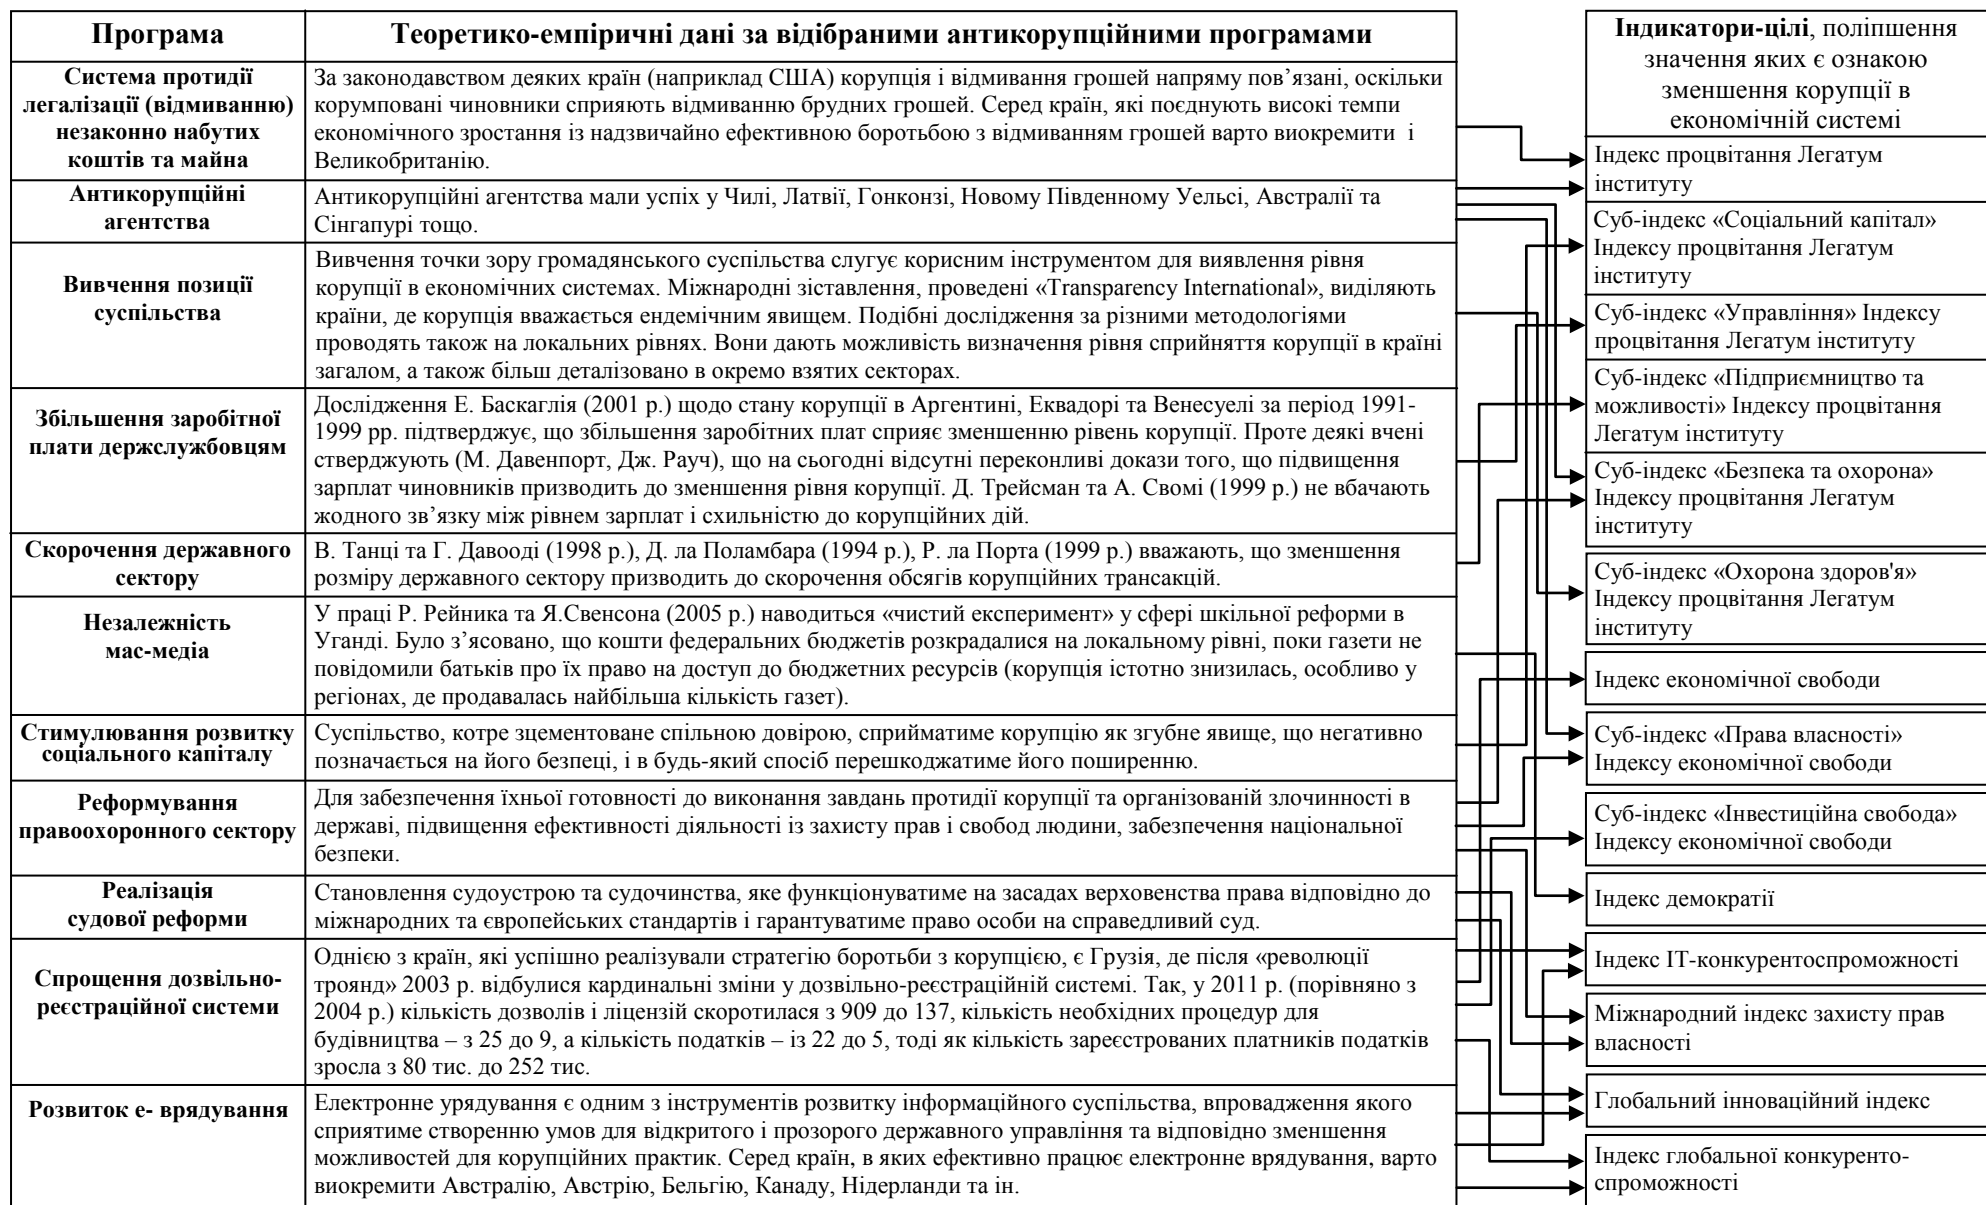 Програма
Теоретико-емпіричні дані за відібраними антикорупційними програмами
Система протидії
легалізації (відмиванню)
незаконно набутих
коштів та майна
За законодавством деяких країн (наприклад США) корупція і відмивання грошей напряму пов’язані, оскільки
корумповані чиновники сприяють відмиванню брудних грошей. Серед країн, які поєднують високі темпи
економічного зростання із надзвичайно ефективною боротьбою з відмиванням грошей варто виокремити і
Великобританію.
Антикорупційні
агентства
Антикорупційні агентства мали успіх у Чилі, Латвії, Гонконзі, Новому Південному Уельсі, Австралії та
Сінгапурі тощо.
Вивчення позиції
суспільства
Вивчення точки зору громадянського суспільства слугує корисним інструментом для виявлення рівня
корупції в економічних системах. Міжнародні зіставлення, проведені «Transparency International», виділяють
країни, де корупція вважається ендемічним явищем. Подібні дослідження за різними методологіями
проводять також на локальних рівнях. Вони дають можливість визначення рівня сприйняття корупції в країні
загалом, а також більш деталізовано в окремо взятих секторах.
Збільшення заробітної
плати держслужбовцям
Дослідження Е. Баскаглія (2001 р.) щодо стану корупції в Аргентині, Еквадорі та Венесуелі за період 1991-
1999 рр. підтверджує, що збільшення заробітних плат сприяє зменшенню рівень корупції. Проте деякі вчені
стверджують (М. Давенпорт, Дж. Рауч), що на сьогодні відсутні переконливі докази того, що підвищення
зарплат чиновників призводить до зменшення рівня корупції. Д. Трейсман та А. Свомі (1999 р.) не вбачають
жодного зв’язку між рівнем зарплат і схильністю до корупційних дій.
Скорочення державного
сектору
В. Танці та Г. Давооді (1998 р.), Д. ла Поламбара (1994 р.), Р. ла Порта (1999 р.) вважають, що зменшення
розміру державного сектору призводить до скорочення обсягів корупційних трансакцій.
Незалежність
мас-медіа
У праці Р. Рейника та Я.Свенсона (2005 р.) наводиться «чистий експеримент» у сфері шкільної реформи в
Уганді. Було з’ясовано, що кошти федеральних бюджетів розкрадалися на локальному рівні, поки газети не
повідомили батьків про їх право на доступ до бюджетних ресурсів (корупція істотно знизилась, особливо у
регіонах, де продавалась найбільша кількість газет).
Стимулювання розвитку
соціального капіталу
Суспільство, котре зцементоване спільною довірою, сприйматиме корупцію як згубне явище, що негативно
позначається на його безпеці, і в будь-який спосіб перешкоджатиме його поширенню.
Реформування
правоохоронного сектору
Для забезпечення їхньої готовності до виконання завдань протидії корупції та організованій злочинності в
державі, підвищення ефективності діяльності із захисту прав і свобод людини, забезпечення національної
безпеки.
Реалізація
судової реформи
Становлення судоустрою та судочинства, яке функціонуватиме на засадах верховенства права відповідно до
міжнародних та європейських стандартів і гарантуватиме право особи на справедливий суд.
Спрощення дозвільно-
реєстраційної системи
Однією з країн, які успішно реалізували стратегію боротьби з корупцією, є Грузія, де після «революції
троянд» 2003 р. відбулися кардинальні зміни у дозвільно-реєстраційній системі. Так, у 2011 р. (порівняно з
2004 р.) кількість дозволів і ліцензій скоротилася з 909 до 137, кількість необхідних процедур для
будівництва – з 25 до 9, а кількість податків – із 22 до 5, тоді як кількість зареєстрованих платників податків
зросла з 80 тис. до 252 тис.
Розвиток е- врядування
Електронне урядування є одним з інструментів розвитку інформаційного суспільства, впровадження якого
сприятиме створенню умов для відкритого і прозорого державного управління та відповідно зменшення
можливостей для корупційних практик. Серед країн, в яких ефективно працює електронне врядування, варто
виокремити Австралію, Австрію, Бельгію, Канаду, Нідерланди та ін.
Індикатори-цілі, поліпшення
значення яких є ознакою
зменшення корупції в
економічній системі
Індекс процвітання Легатум
інституту
Суб-індекс «Соціальний капітал»
Індексу процвітання Легатум
інституту
Суб-індекс «Управління» Індексу
процвітання Легатум інституту
Суб-індекс «Підприємництво та
можливості» Індексу процвітання
Легатум інституту
Суб-індекс «Безпека та охорона»
Індексу процвітання Легатум
інституту
Суб-індекс «Охорона здоров'я»
Індексу процвітання Легатум
інституту
Індекс економічної свободи
Суб-індекс «Права власності»
Індексу економічної свободи
Суб-індекс «Інвестиційна свобода»
Індексу економічної свободи
Індекс демократії
Індекс ІТ-конкурентоспроможності
Міжнародний індекс захисту прав
власності
Глобальний інноваційний індекс
Індекс глобальної конкуренто-
спроможності